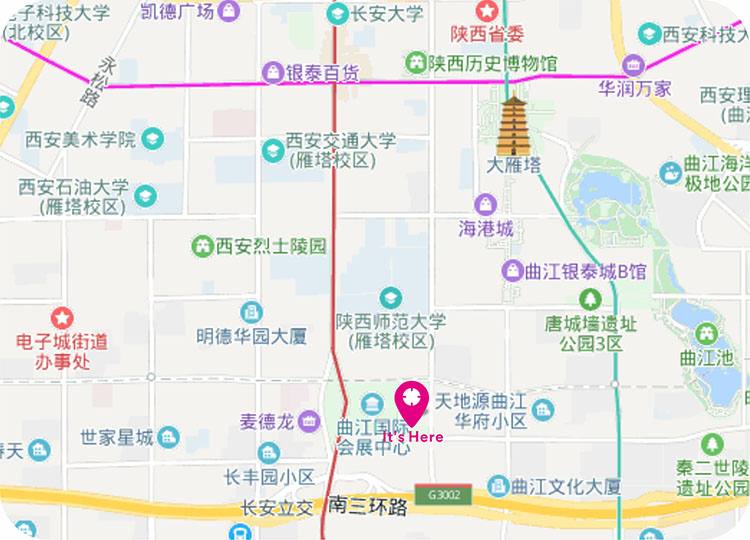 子科技大学
(北校区)
凯德广场
长安大学
陕西省委
西安科技大
永松路
银泰百货
陕西历史博物馆
华润万家
西安理
(曲江
西安美术学院
西安交通大学
(雁塔校区)
大雁塔
曲江海洋
极地公园
西安石油大学
(雁塔校区)
海港城
西安烈士陵园
曲江银泰城B馆
电子城街道
办事处
明德华园大厦
陕西师范大学
(雁塔校区)
唐城墙遗址
公园3区
曲江池
麦德龙
曲江国际
会展中心
It's Here
天地源曲江
华府小区
春天
世家星城
长丰园小区
秦二世陵
遗址公园
曲江文化大厦
G3002
长安立交
南三环路